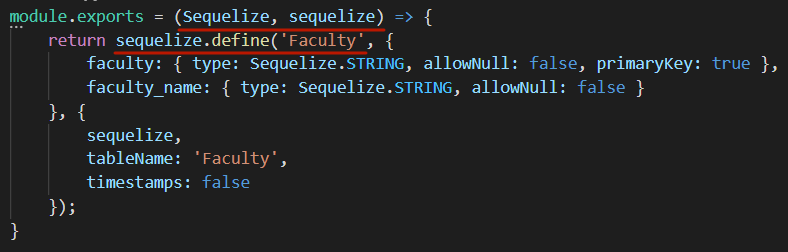 module.exports = (Sequelize, sequelize) => {
    return sequelize.define('Faculty', {
        faculty: { type: Sequelize.STRING, allowNull: false, primaryKey: true },
        faculty_name: { type: Sequelize.STRING, allowNull: false }
    }, {
        sequelize,
        tableName: 'Faculty',
        timestamps: false
    });
}